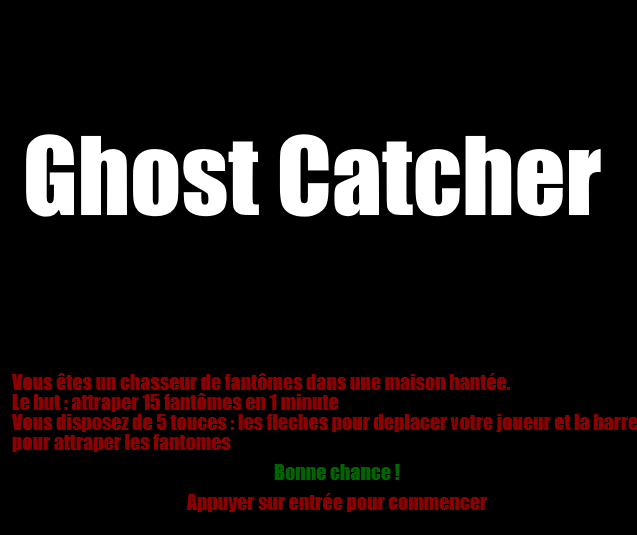 Ghost Catcher
Vous êtes un chasseur de fantômes dans une maison hantée.
Le but : attraper 15 fantômes en 1 minute
Vous disposez de 5 touces : les fleches pour deplacer votre joueur et la barre
pour attraper les fantomes
Bonne chance !
Appuyer sur entrée pour commencer